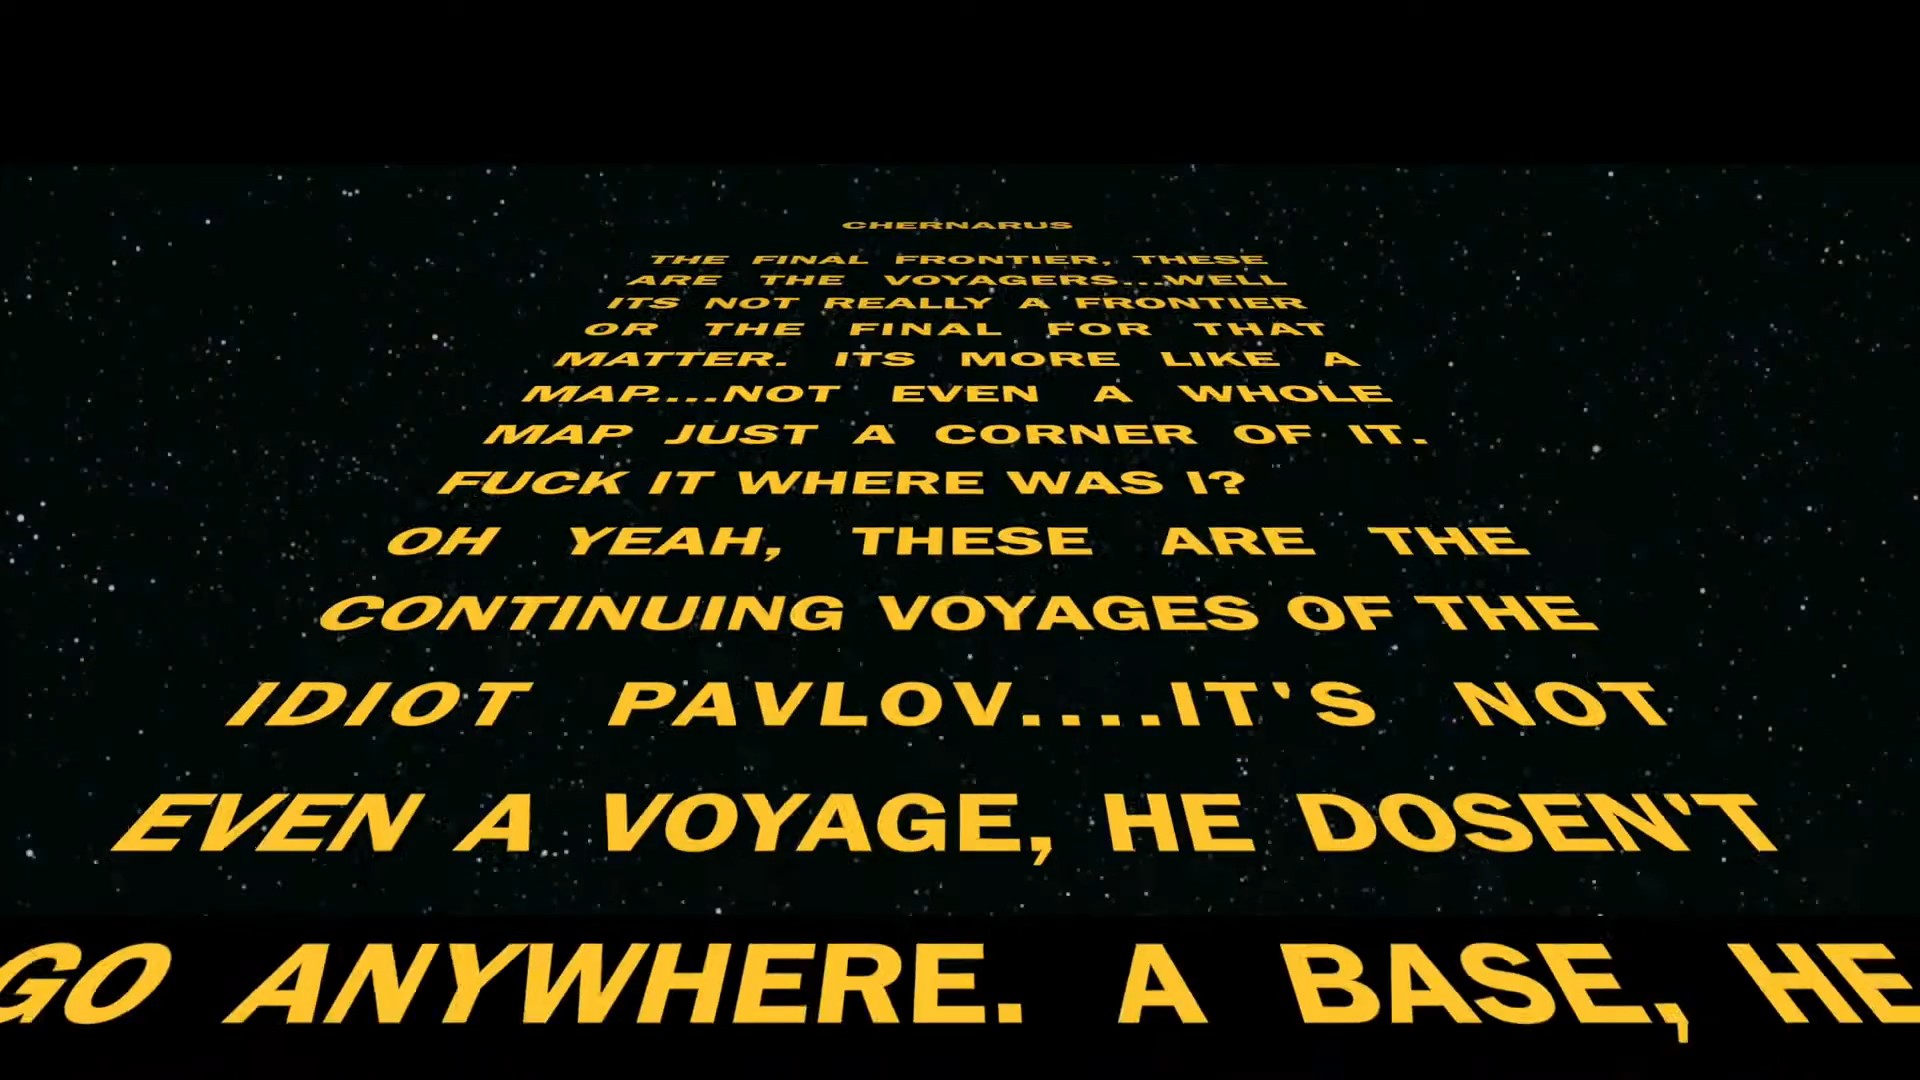 CHERNARUS
THE FINAL FRONTIER, THESE
ARE THE VOYAGERS...WELL
ITS NOT REALLY A FRONTIER
OR THE FINAL FOR THAT
MATTER. ITS MORE LIKE A
MAP....NOT EVEN A WHOLE
MAP JUST A CORNER OF IT.
FUCK IT WHERE WAS I?
OH YEAH, THESE ARE THE
CONTINUING VOYAGES OF THE
IDIOT PAVLOV....IT'S NOT
EVEN A VOYAGE, HE DOSEN'T
GO ANYWHERE. A BASE, HE